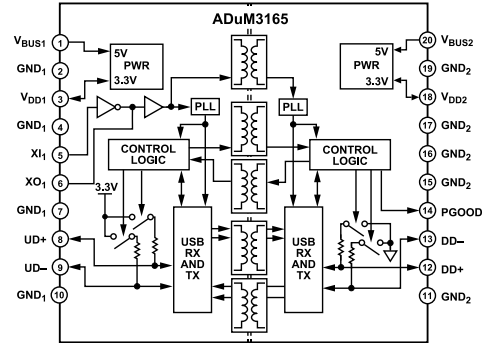 ADuM3165
VBUS1 1
GND1 2
VDD1 3
GND1 4
XI1 5
XO1 6
GND1 7
UD+ 8
UD– 9
GND1 10
5V
PWR
3.3V
PLL
CONTROL
LOGIC
3.3V
USB
RX
AND
TX
PLL
CONTROL
LOGIC
USB
RX
AND
TX
5V
PWR
3.3V
20 VBUS2
19 GND2
18 VDD2
17 GND2
16 GND2
15 GND2
14 PGOOD
13 DD–
12 DD+
11 GND2